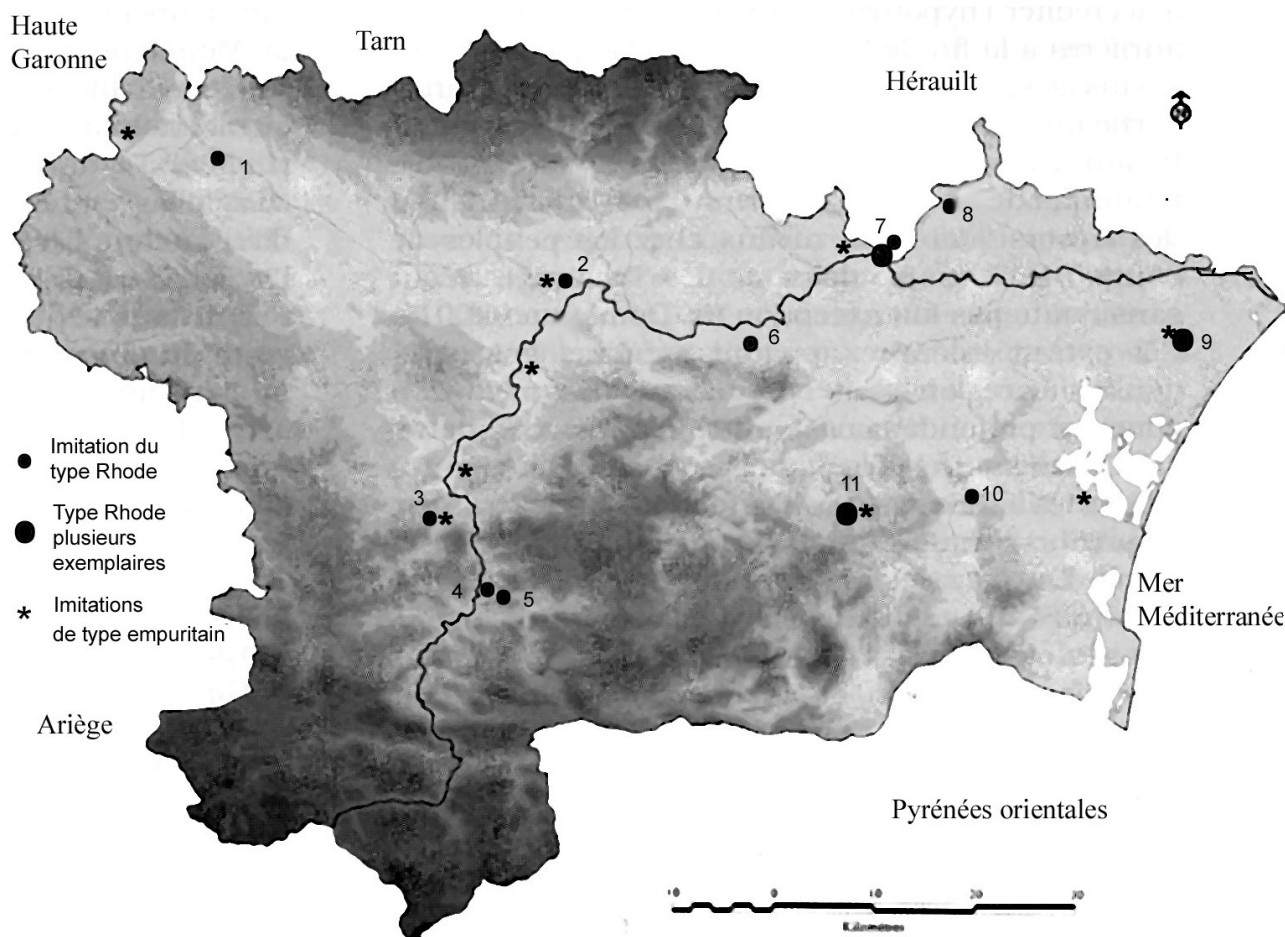 Haute
Garonne
Tarn
Hérault
1
2
3
4
5
6
7
8
9
10
11
Imitation du
type Rhode
Type Rhode
plusieurs
exemplaires
Imitations
de type empuritain
Mer
Méditerranée
Ariège
Pyrénées orientales
10 0 10 20 30
Kilomètres